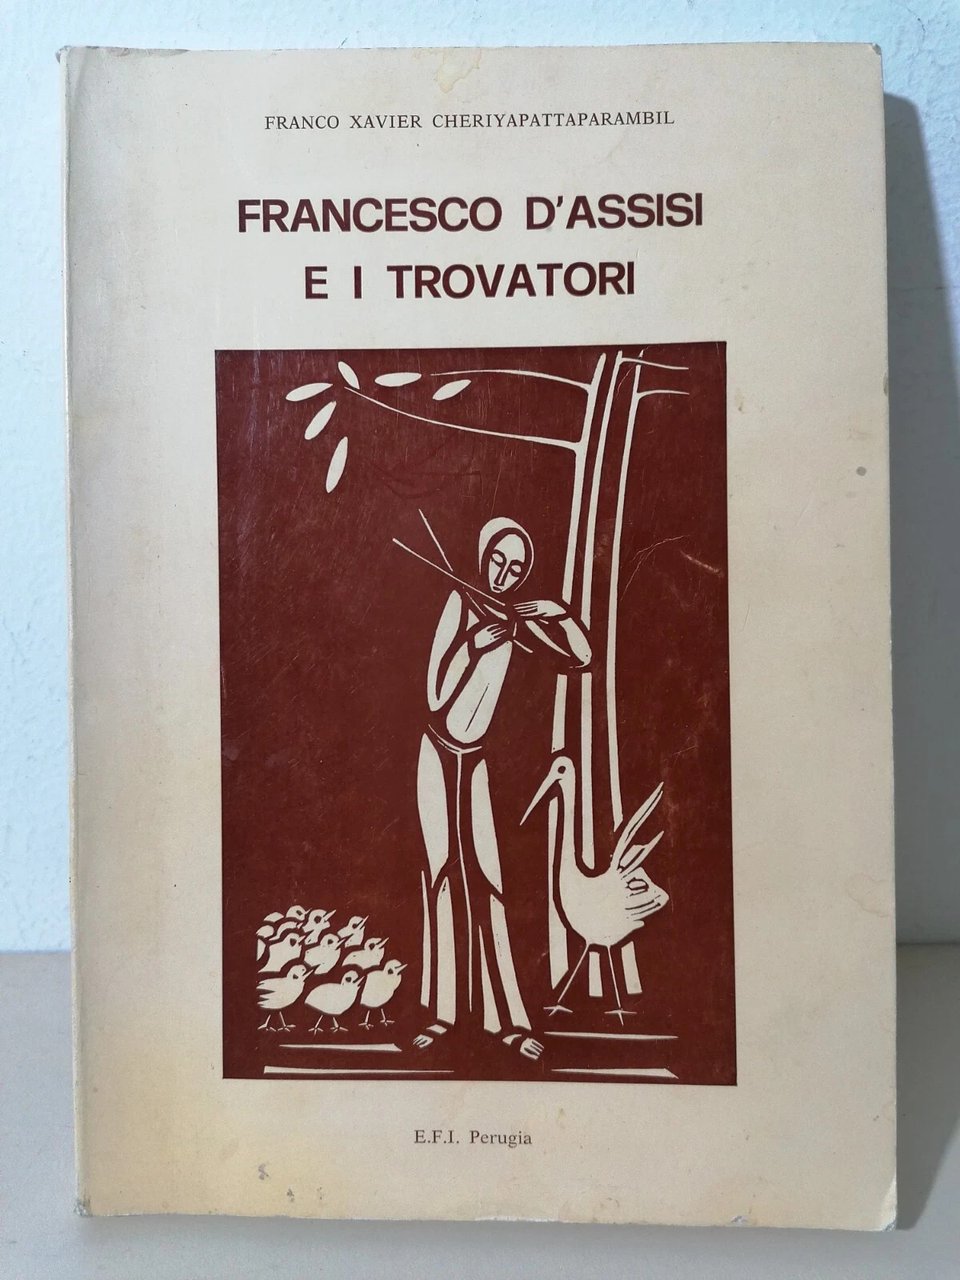 FRANCO XAVIER CHERIYAPATTAPARAMBIL
FRANCESCO D'ASSISI
E I TROVATORI
E.F.I. Perugia